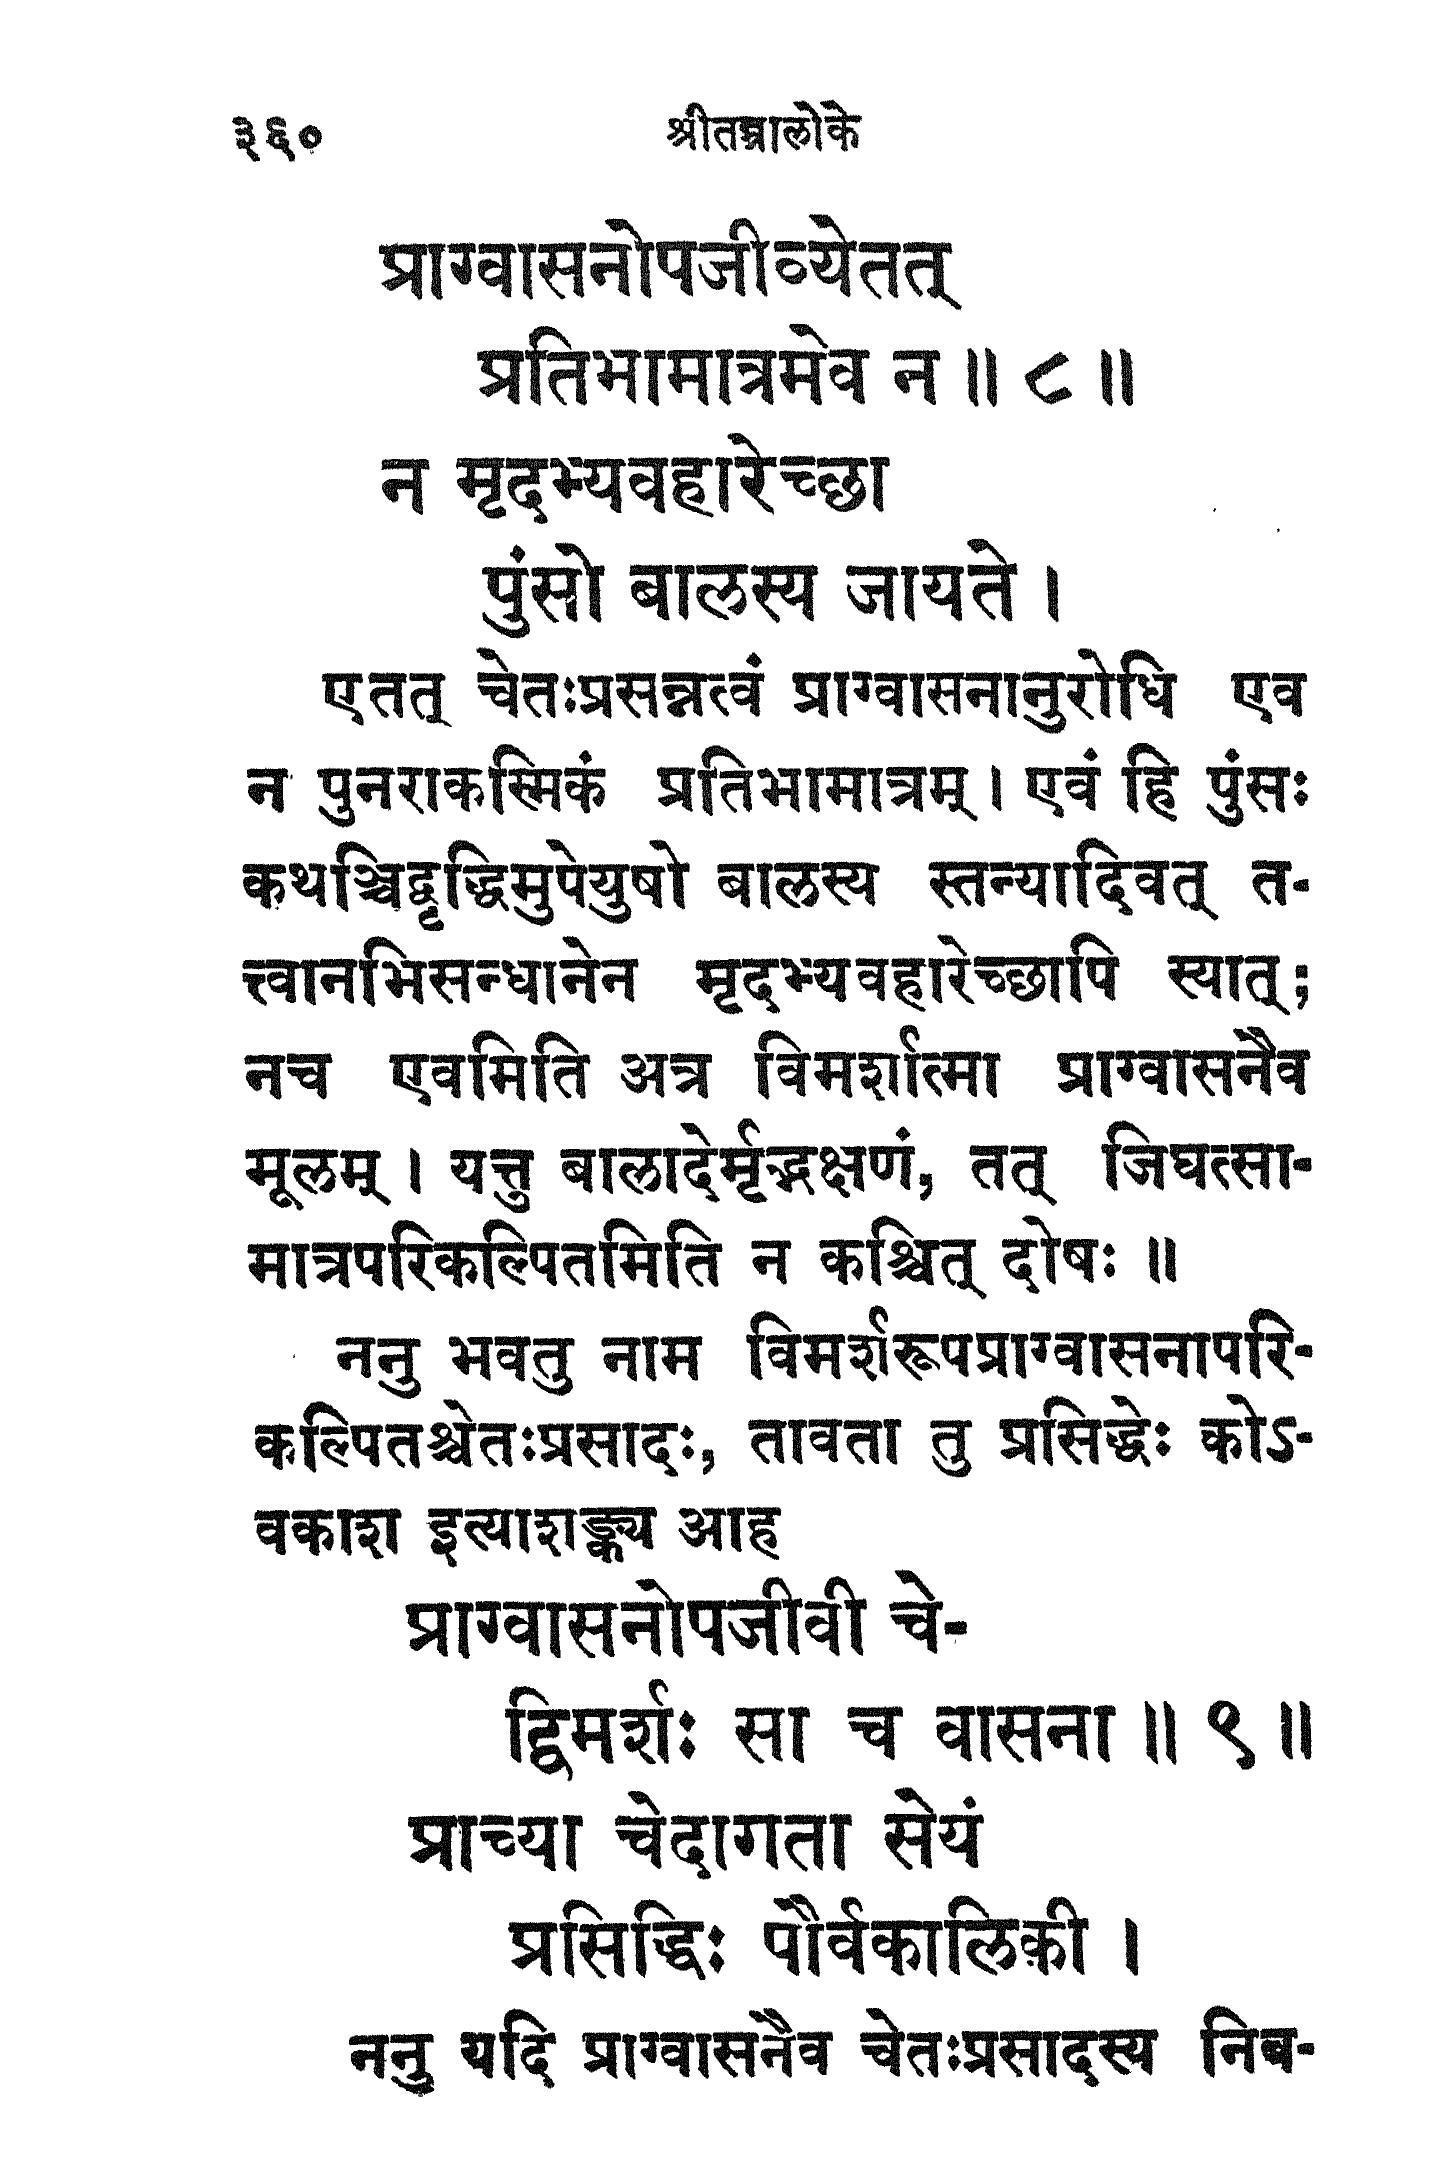 ३६० श्रीतन्त्रालोके
प्राग्वासनोपजीव्येतत्
प्रतिभामात्रमेव न ॥ ८ ॥
न मृदभ्यवहारेच्छा
पुंसो बालस्य जायते ।
एतत् चेतःप्रसन्नत्वं प्राग्वासनानुरोधि एव
न पुनराकस्मिकं प्रतिभामात्रम् । एवं हि पुंसः
कथञ्चिद्वृद्धिमुपेयुषो बालस्य स्तन्यादिवत् त-
त्त्वानभिसन्धानेन मृदभ्यवहारेच्छापि स्यात्;
नच एवमिति अत्र विमर्शात्मा प्राग्वासनैव
मूलम् । यत्तु बालादेर्मृद्भक्षणं, तत् जिघत्सा-
मात्रपरिकल्पितमिति न कश्चित् दोषः ॥
ननु भवतु नाम विमर्शरूपप्राग्वासनापरि-
कल्पितश्चेतःप्रसादः, तावता तु प्रसिद्धेः कोऽ-
वकाश इत्याशङ्क्य आह
प्राग्वासनोपजीवी चे-
द्विमर्शः सा च वासना ॥ ९ ॥
प्राच्या चेदागता सेयं
प्रसिद्धिः पौर्वकालिकी ।
ननु यदि प्राग्वासनैव चेतःप्रसादस्य निब-